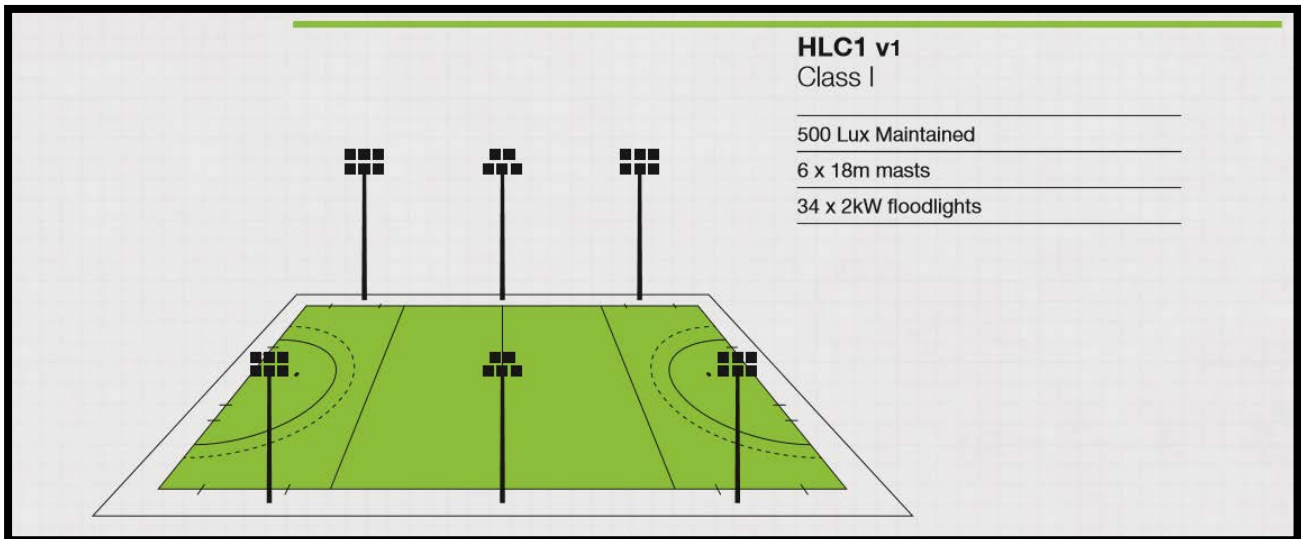 HLC1 v1
Class I
500 Lux Maintained
6 x 18m masts
34 x 2kW floodlights